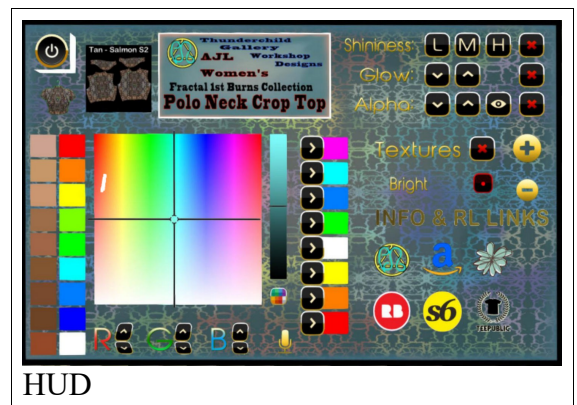 Tan - Salmon S2
Thunderchild
Gallery
AJL Workshop
Designs
Women's
Fractal 1st Burns Collection
Polo Neck Crop Top
Shininess: L M H
Glow:
Alpha:
Textures
Bright
INFO & RL LINKS
a
RB
s6
TEEPUBLIC
R G B
HUD